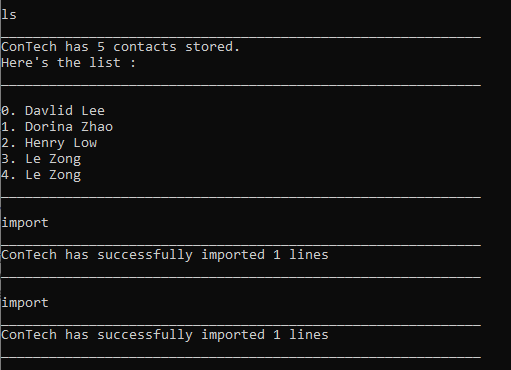 ls
ConTech has 5 contacts stored.
Here's the list :
0. Davlid Lee
1. Dorina Zhao
2. Henry Low
3. Le Zong
4. Le Zong
import
ConTech has successfully imported 1 lines
import
ConTech has successfully imported 1 lines